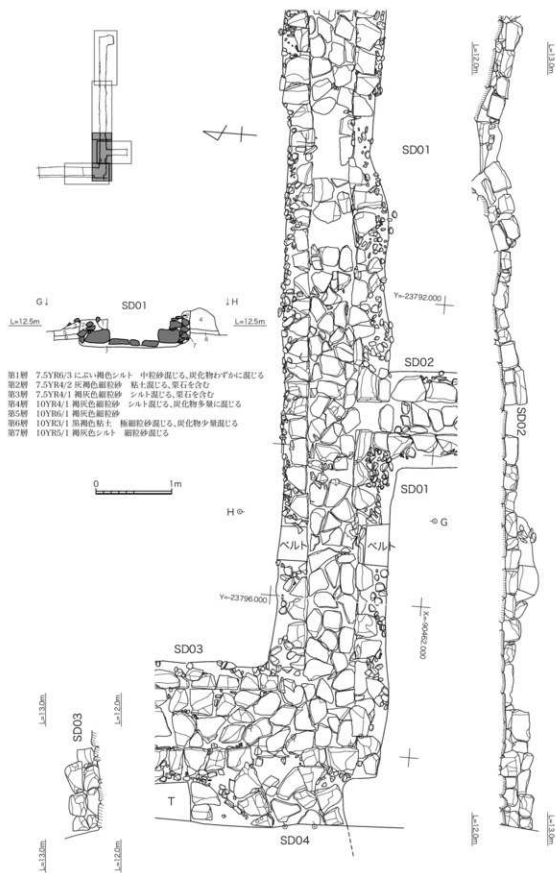 L=12.0m
L=13.0m
SD01
Y=-23792.000
G
SD01
H
L=12.5m
L=12.5m
4
6
7
7
第1層 7.5YR6/3 にぶい褐色シルト 中粒砂混じる、炭化物わずかに混じる
第2層 7.5YR4/2 灰褐色細粒砂 粘土混じる、栗石を含む
第3層 7.5YR4/1 褐灰色細粒砂 シルト混じる、栗石を含む
第4層 10YR4/1 褐灰色細粒砂 シルト混じる、炭化物多量に混じる
第5層 10YR6/1 褐灰色細粒砂
第6層 10YR3/1 黒褐色粘土 極細粒砂混じる、炭化物少量混じる
第7層 10YR5/1 褐灰色シルト 細粒砂混じる
SD02
SD02
0 1m
SD01
H
G
ベルト
ベルト
Y=-23796.000
X=-90462.000
SD03
L=13.0m
L=12.0m
SD03
T
L=13.0m
L=12.0m
SD04
L=12.0m
L=13.0m